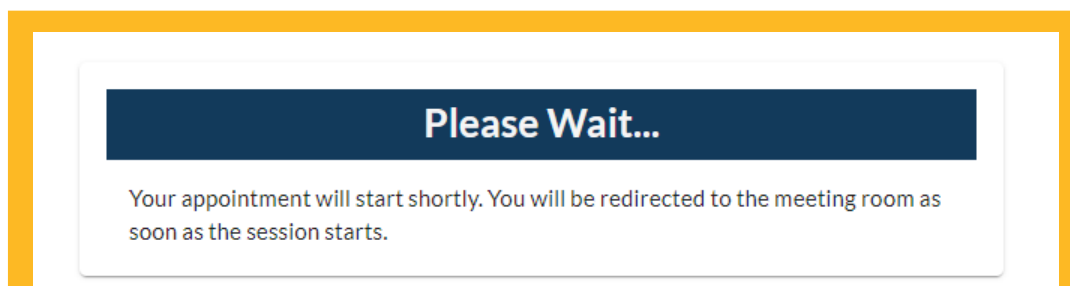 Please Wait...
Your appointment will start shortly. You will be redirected to the meeting room as
soon as the session starts.